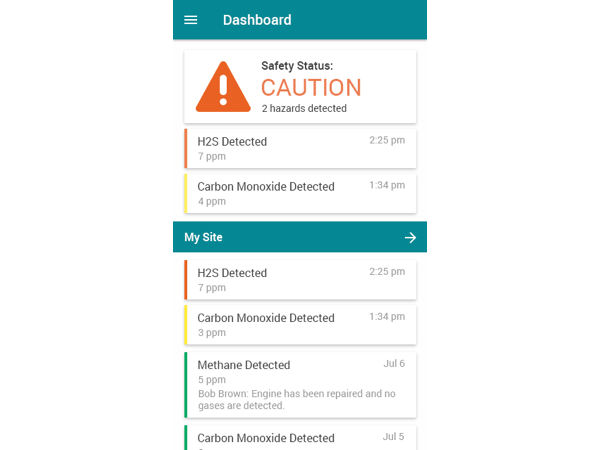 Dashboard
Safety Status:
CAUTION
2 hazards detected
H2S Detected
2:25 pm
7 ppm
Carbon Monoxide Detected
1:34 pm
4 ppm
My Site
H2S Detected
2:25 pm
7 ppm
Carbon Monoxide Detected
1:34 pm
3 ppm
Methane Detected
Jul 6
5 ppm
Bob Brown: Engine has been repaired and no
gases are detected.
Carbon Monoxide Detected
Jul 5